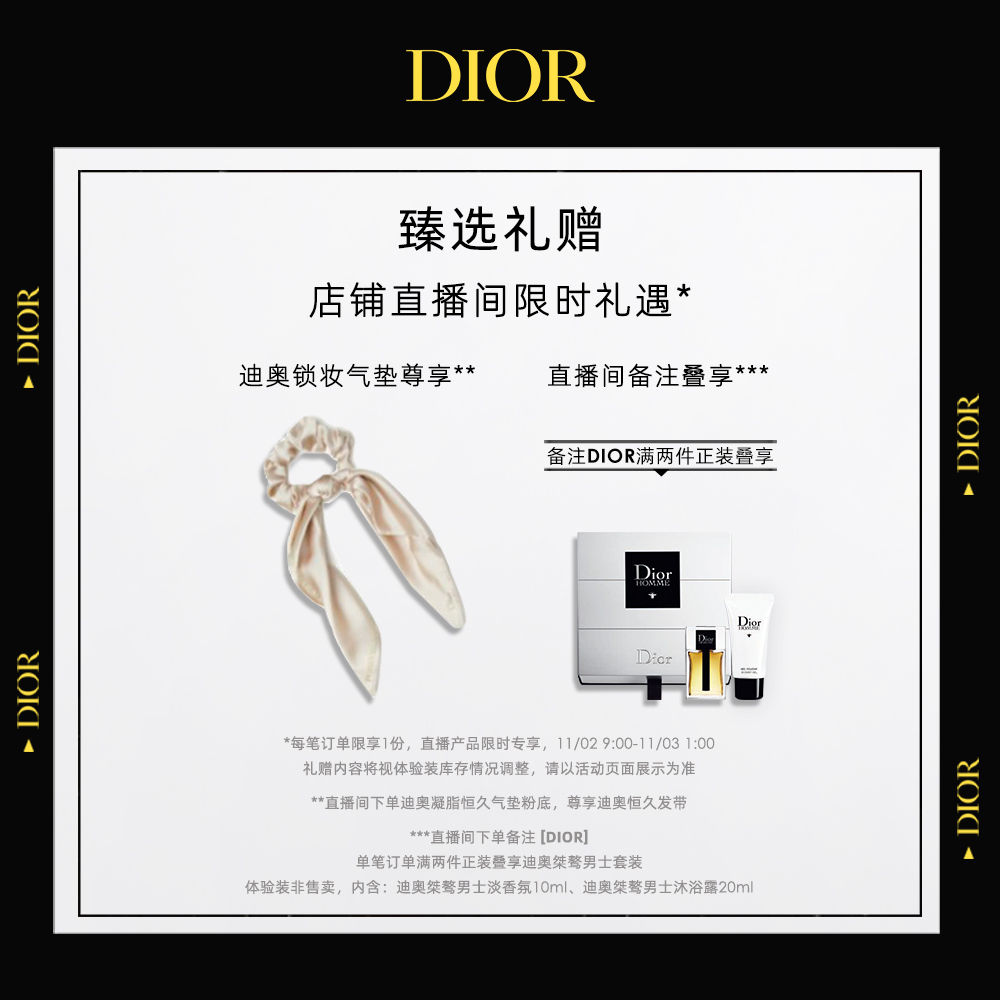 DIOR
臻选礼赠
店铺直播间限时礼遇*
迪奥锁妆气垫尊享**
直播间备注叠享***
备注DIOR满两件正装叠享
Dior
HOMME
Dior
Dior
Dior
HOMME
*每笔订单限享1份，直播产品限时专享，11/02 9:00-11/03 1:00
礼赠内容将视体验装库存情况调整，请以活动页面展示为准
**直播间下单迪奥凝脂恒久气垫粉底，尊享迪奥恒久发带
***直播间下单备注 [DIOR]
单笔订单满两件正装叠享迪奥桀骜男士套装
体验装非售卖，内含：迪奥桀骜男士淡香氛10ml、迪奥桀骜男士沐浴露20ml
DIOR
DIOR
DIOR
DIOR